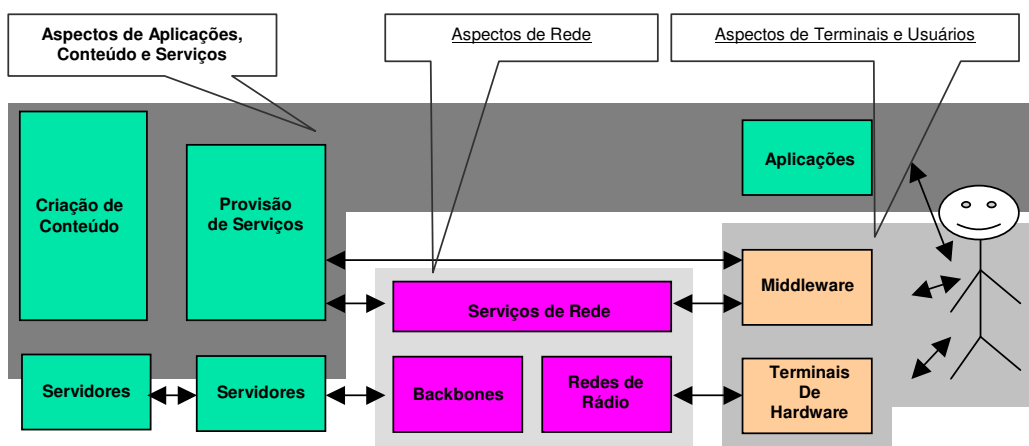 Aspectos de Aplicações,
Conteúdo e Serviços
Aspectos de Rede
Aspectos de Terminais e Usuários
Criação de
Conteúdo
Provisão
de Serviços
Aplicações
Middleware
Serviços de Rede
Servidores
Servidores
Backbones
Redes de
Rádio
Terminais
De
Hardware